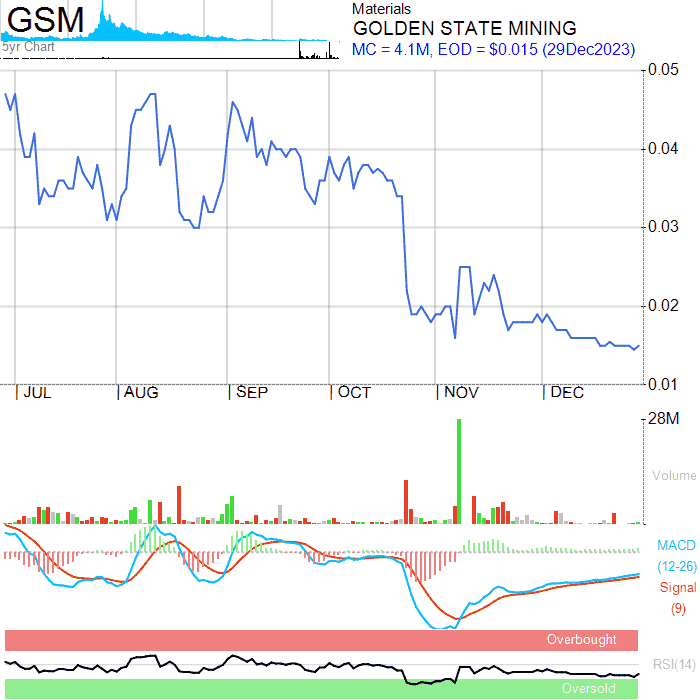 GSM
5yr Chart
Materials
GOLDEN STATE MINING
MC = 4.1M, EOD = $0.015 (29Dec2023)
0.05
0.04
0.03
0.02
0.01
JUL AUG SEP OCT NOV DEC
28M
Volume
MACD
(12-26)
Signal
(9)
Overbought
RSI(14)
Oversold